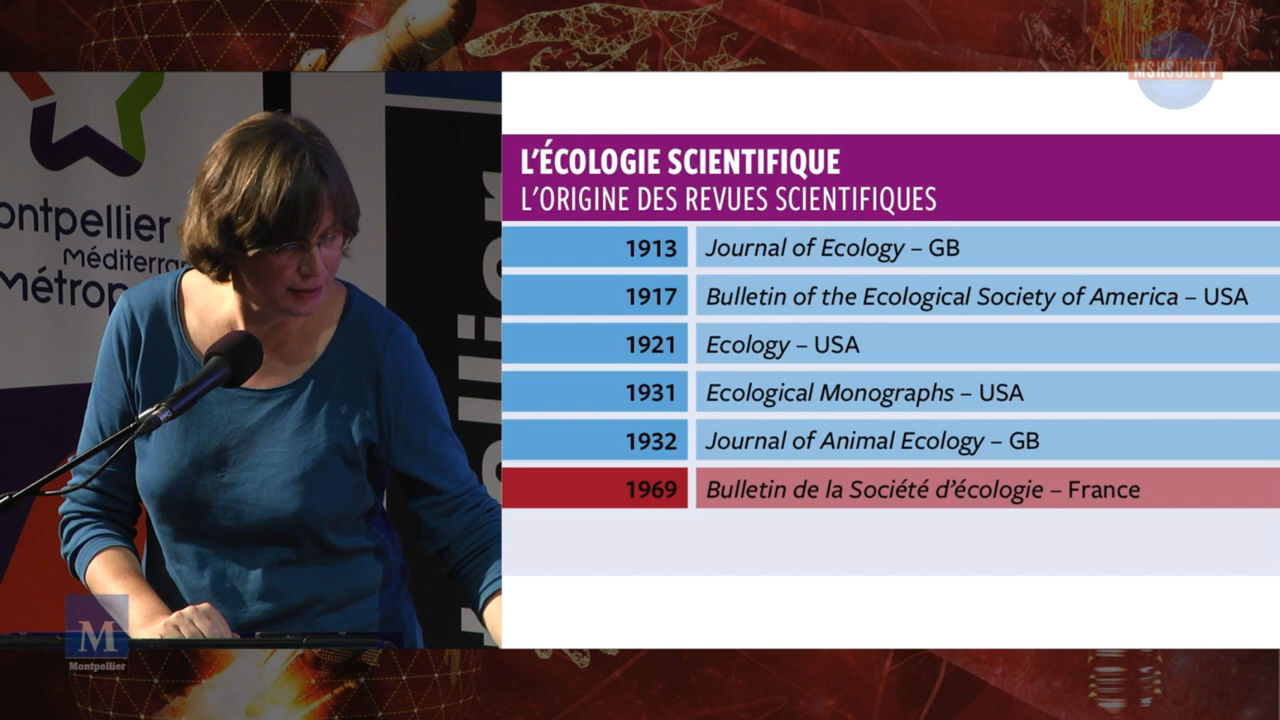 MSHSUD.TV
ontpellier
méditerran
métrop
L'ÉCOLOGIE SCIENTIFIQUE
L'ORIGINE DES REVUES SCIENTIFIQUES
1913 Journal of Ecology – GB
1917 Bulletin of the Ecological Society of America – USA
1921 Ecology – USA
1931 Ecological Monographs – USA
1932 Journal of Animal Ecology – GB
1969 Bulletin de la Société d'écologie – France
M
Montpellier